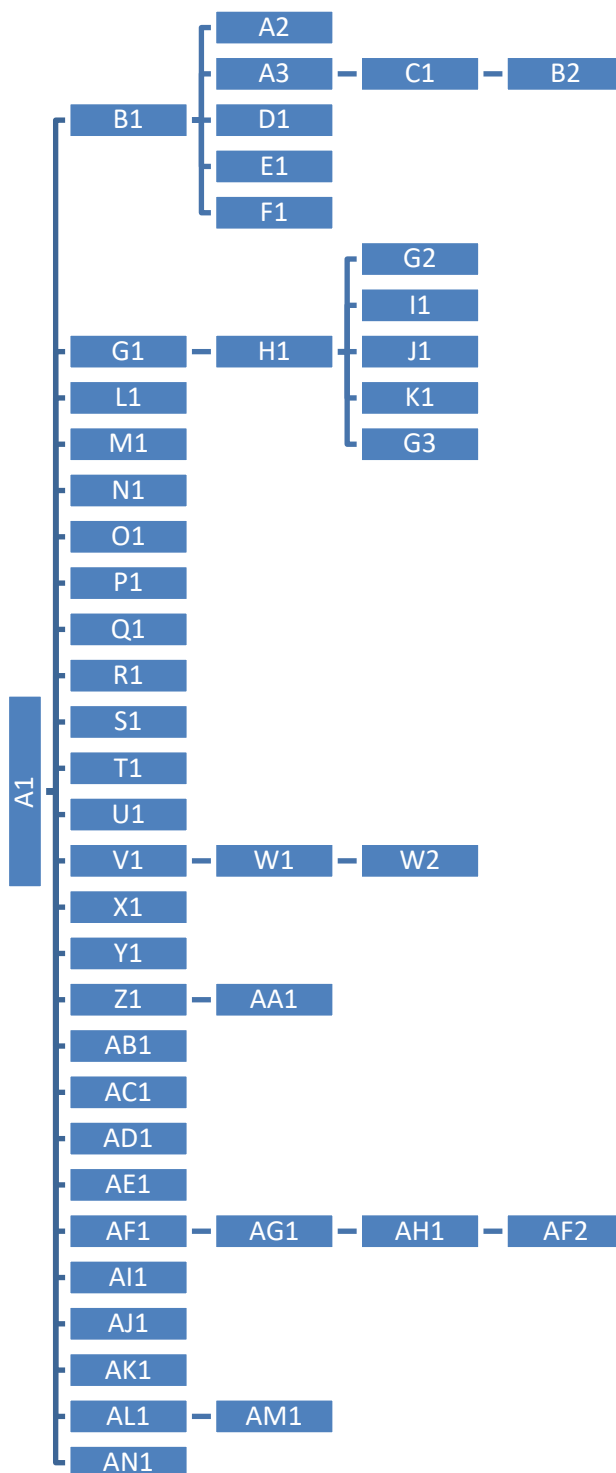 A2
A3 C1 B2
B1 D1
E1
F1
G2
I1
G1 H1 J1
L1 K1
M1 G3
N1
O1
P1
Q1
R1
S1
T1
A1
U1
V1 W1 W2
X1
Y1
Z1 AA1
AB1
AC1
AD1
AE1
AF1 AG1 AH1 AF2
AI1
AJ1
AK1
AL1 AM1
AN1